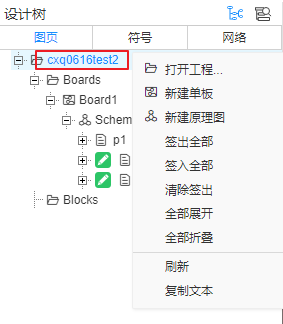 设计树
图页 符号 网络
cxq0616test2
Boards
Board1
Schem
p1
Blocks
打开工程...
新建单板
新建原理图
签出全部
签入全部
清除签出
全部展开
全部折叠
刷新
复制文本